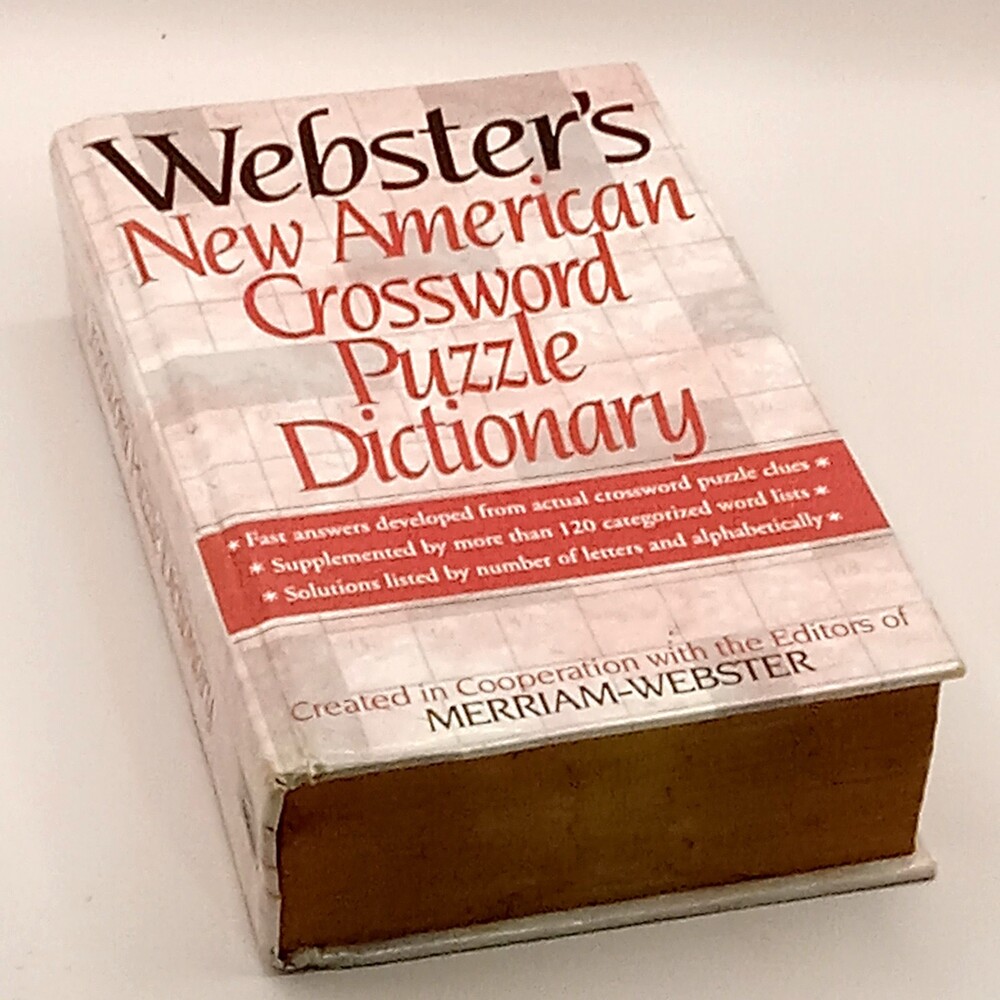 Webster's
New American
Crossword
Puzzle
Dictionary
* Fast answers developed from actual crossword puzzle clues *
* Supplemented by more than 120 categorized word lists *
* Solutions listed by number of letters and alphabetically *
Created in Cooperation with the Editors of
MERRIAM-WEBSTER